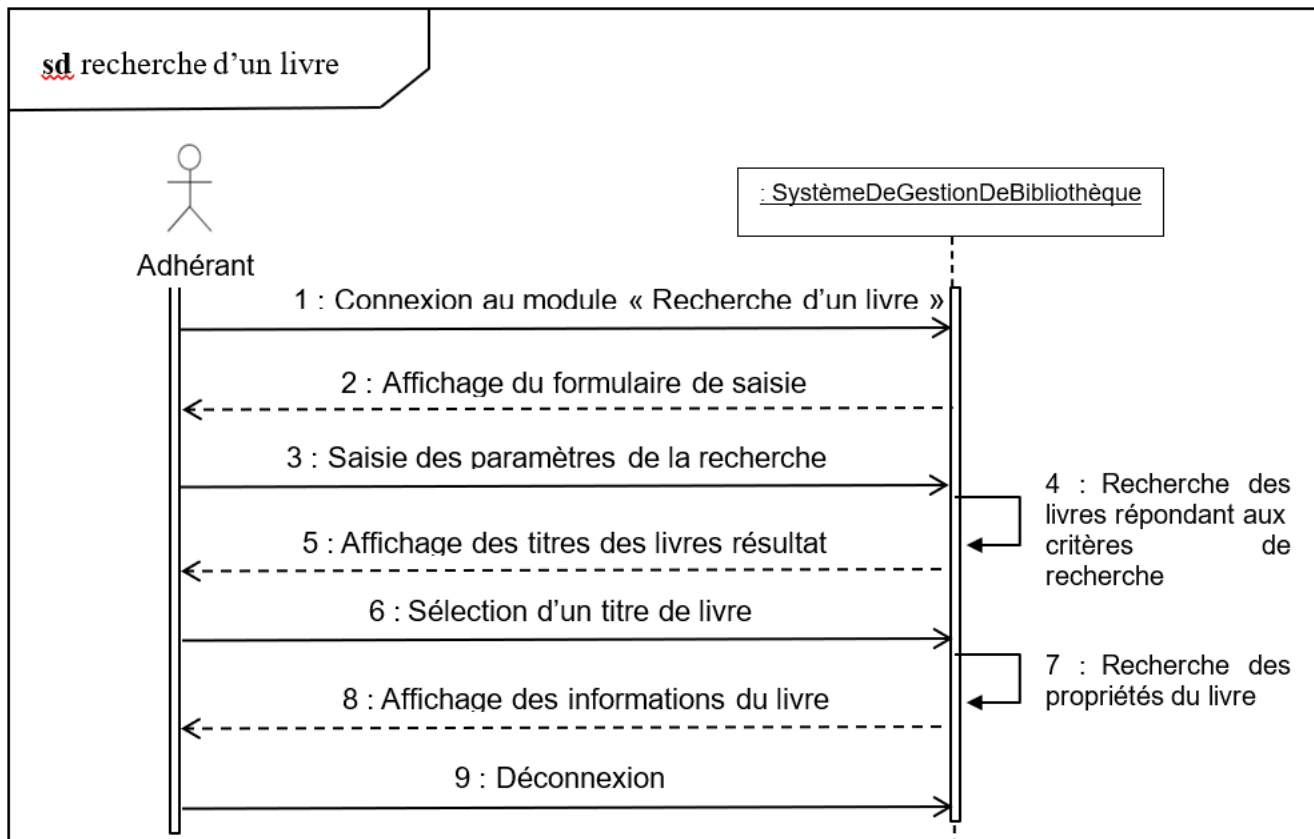 sd recherche d’un livre
: SystèmeDeGestionDeBibliothèque
Adhérant
1 : Connexion au module « Recherche d’un livre »
2 : Affichage du formulaire de saisie
3 : Saisie des paramètres de la recherche
4 : Recherche des
livres répondant aux
critères de
recherche
5 : Affichage des titres des livres résultat
6 : Sélection d’un titre de livre
7 : Recherche des
propriétés du livre
8 : Affichage des informations du livre
9 : Déconnexion